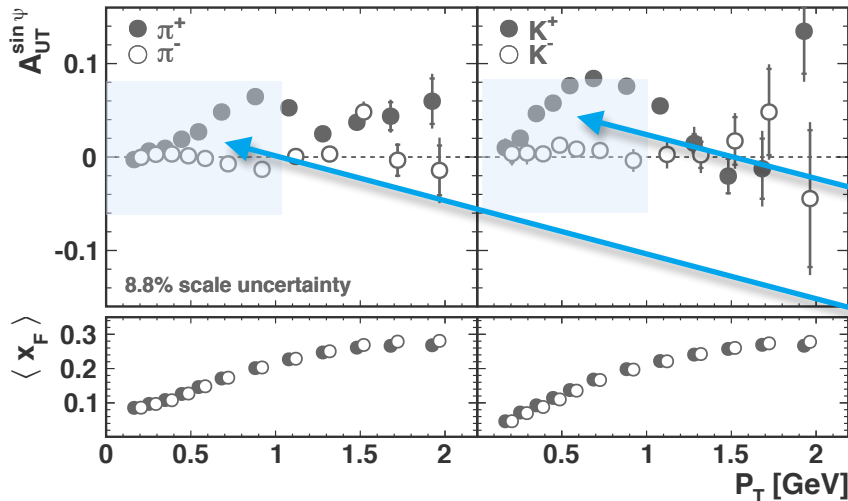 A_UT^sin ψ
π+
π-
K+
K-
0.1
0
-0.1
8.8% scale uncertainty
⟨ x_F ⟩
0.3
0.2
0.1
0 0.5 1 1.5 2 0.5 1 1.5 2
P_T [GeV]